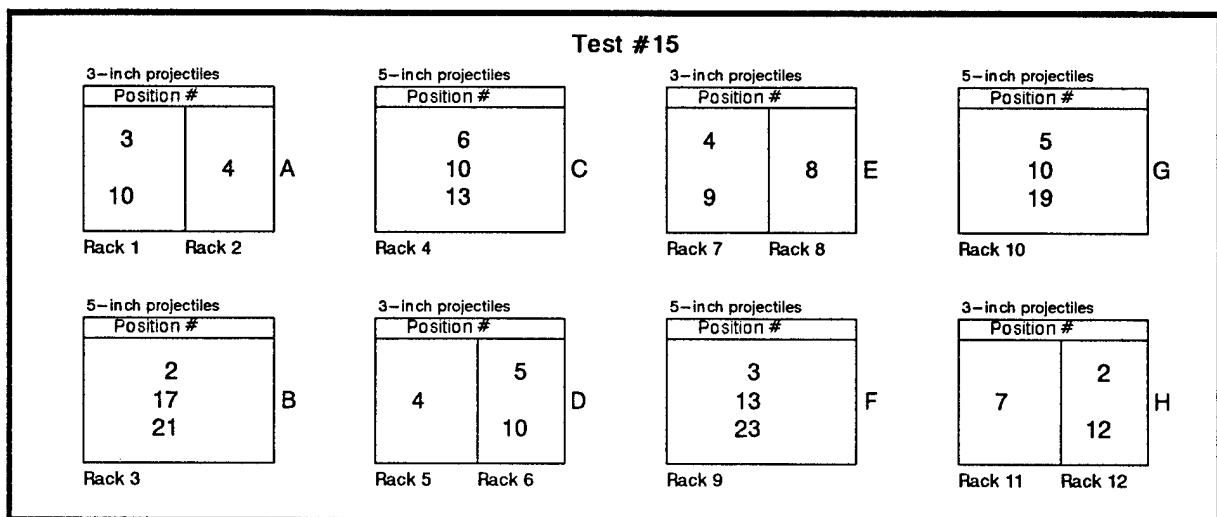 Test #15
3-inch projectiles
Position #
3
4
10
A
Rack 1 Rack 2
5-inch projectiles
Position #
6
10
13
C
Rack 4
3-inch projectiles
Position #
4
8
9
E
Rack 7 Rack 8
5-inch projectiles
Position #
5
10
19
G
Rack 10
5-inch projectiles
Position #
2
17
21
B
Rack 3
3-inch projectiles
Position #
5
4
10
D
Rack 5 Rack 6
5-inch projectiles
Position #
3
13
23
F
Rack 9
3-inch projectiles
Position #
2
7
12
H
Rack 11 Rack 12